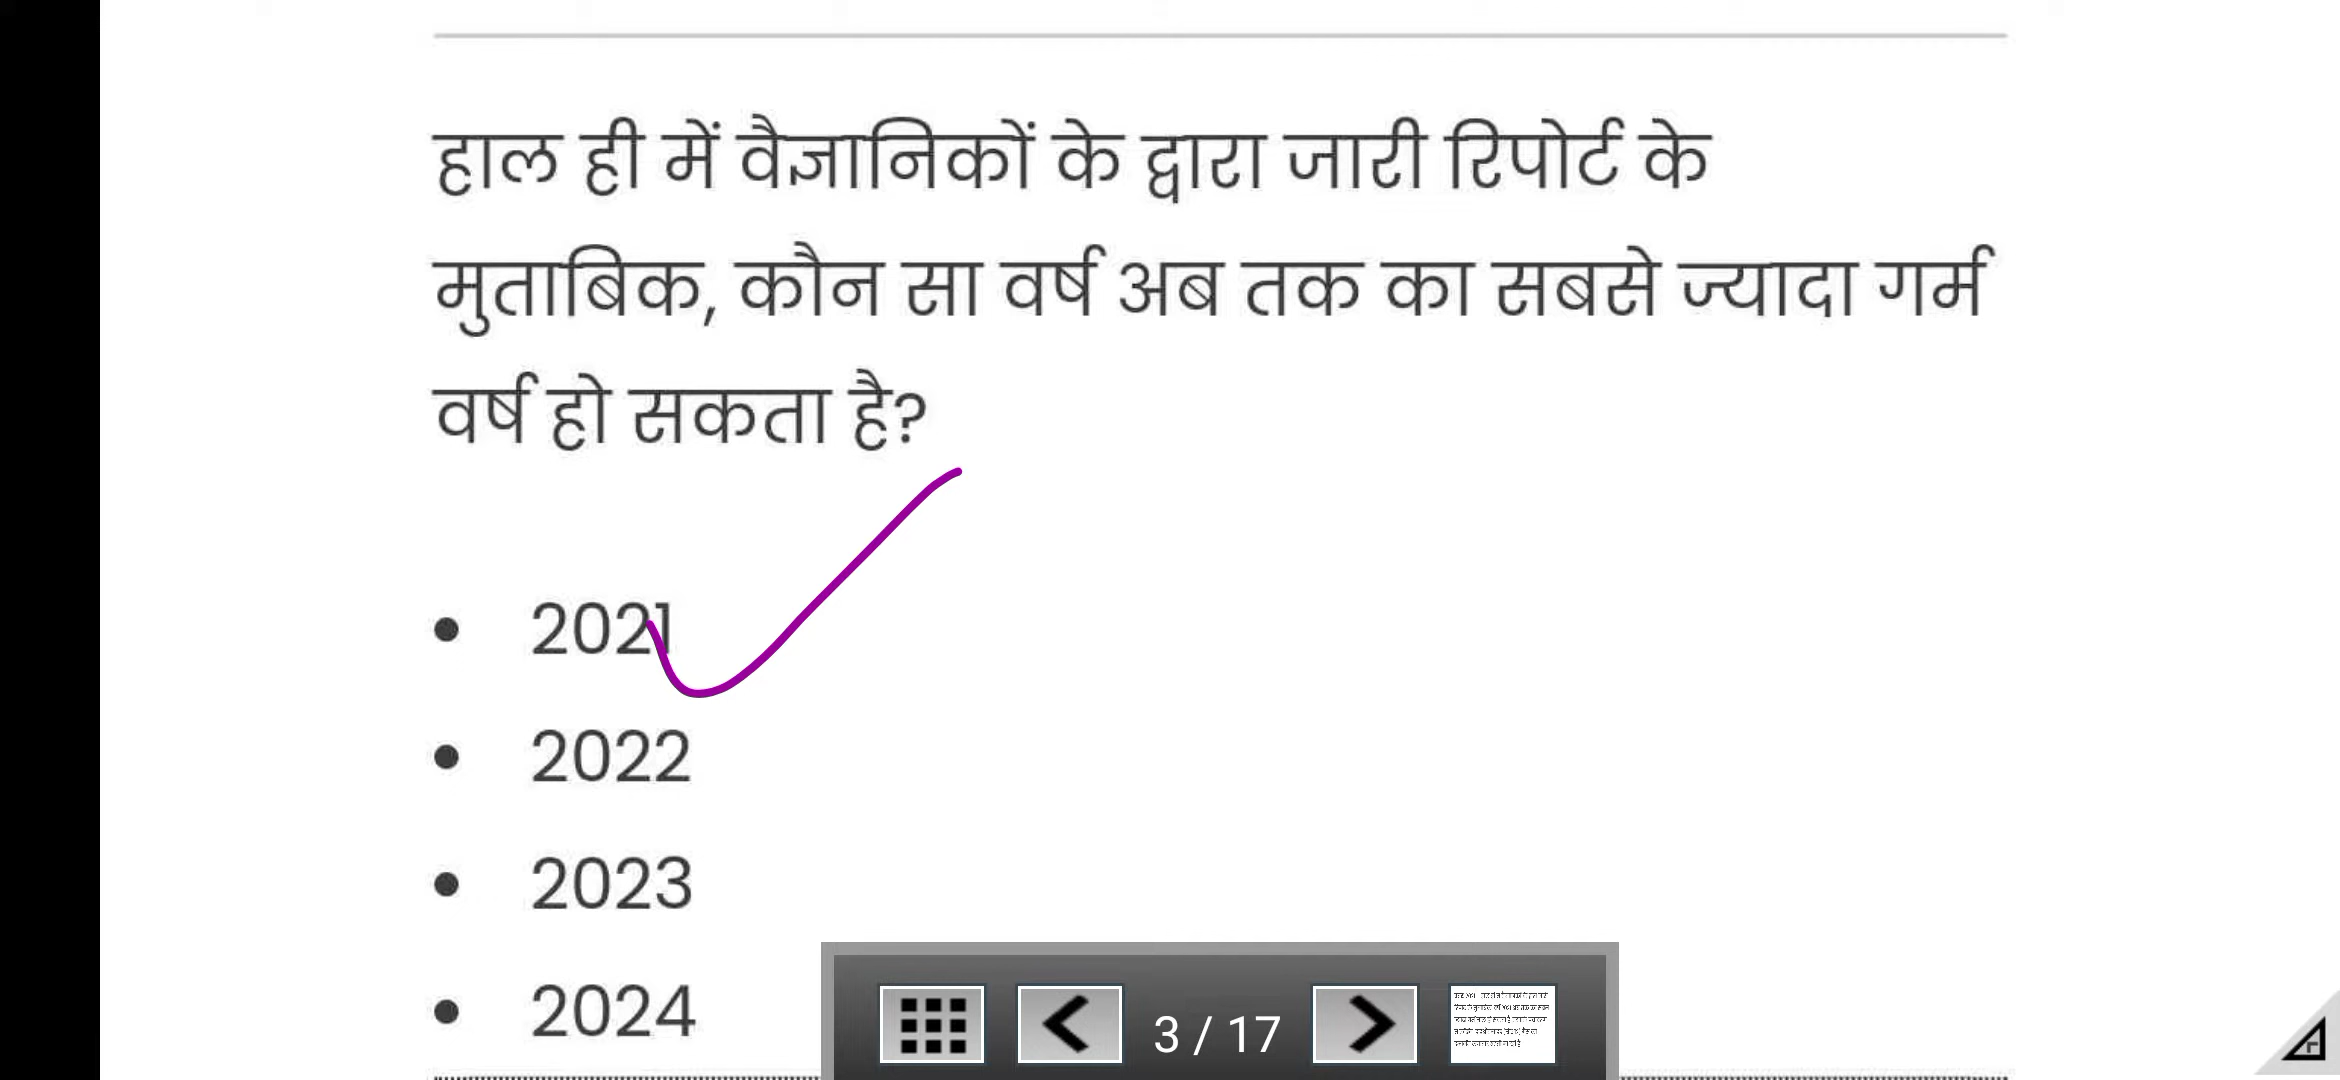 हाल ही में वैज्ञानिकों के द्वारा जारी रिपोर्ट के
मुताबिक, कौन सा वर्ष अब तक का सबसे ज्यादा गर्म
वर्ष हो सकता है?
2021
2022
2023
2024
3 / 17